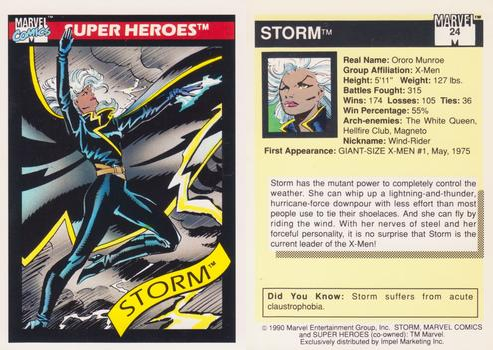 MARVEL
COMICS
SUPER HEROES™
STORM™
STORM™
MARVEL™
24
Real Name: Ororo Munroe
Group Affiliation: X-Men
Height: 5'11" Weight: 127 lbs.
Battles Fought: 315
Wins: 174 Losses: 105 Ties: 36
Win Percentage: 55%
Arch-enemies: The White Queen,
Hellfire Club, Magneto
Nickname: Wind-Rider
First Appearance: GIANT-SIZE X-MEN #1, May, 1975
Storm has the mutant power to completely control the
weather. She can whip up a lightning-and-thunder,
hurricane-force downpour with less effort than most
people use to tie their shoelaces. And she can fly by
riding the wind. With her nerves of steel and her
forceful personality, it is no surprise that Storm is the
current leader of the X-Men!
Did You Know: Storm suffers from acute
claustrophobia.
© 1990 Marvel Entertainment Group, Inc. STORM, MARVEL COMICS
and SUPER HEROES (co-owned): TM Marvel.
Exclusively distributed by Impel Marketing Inc.